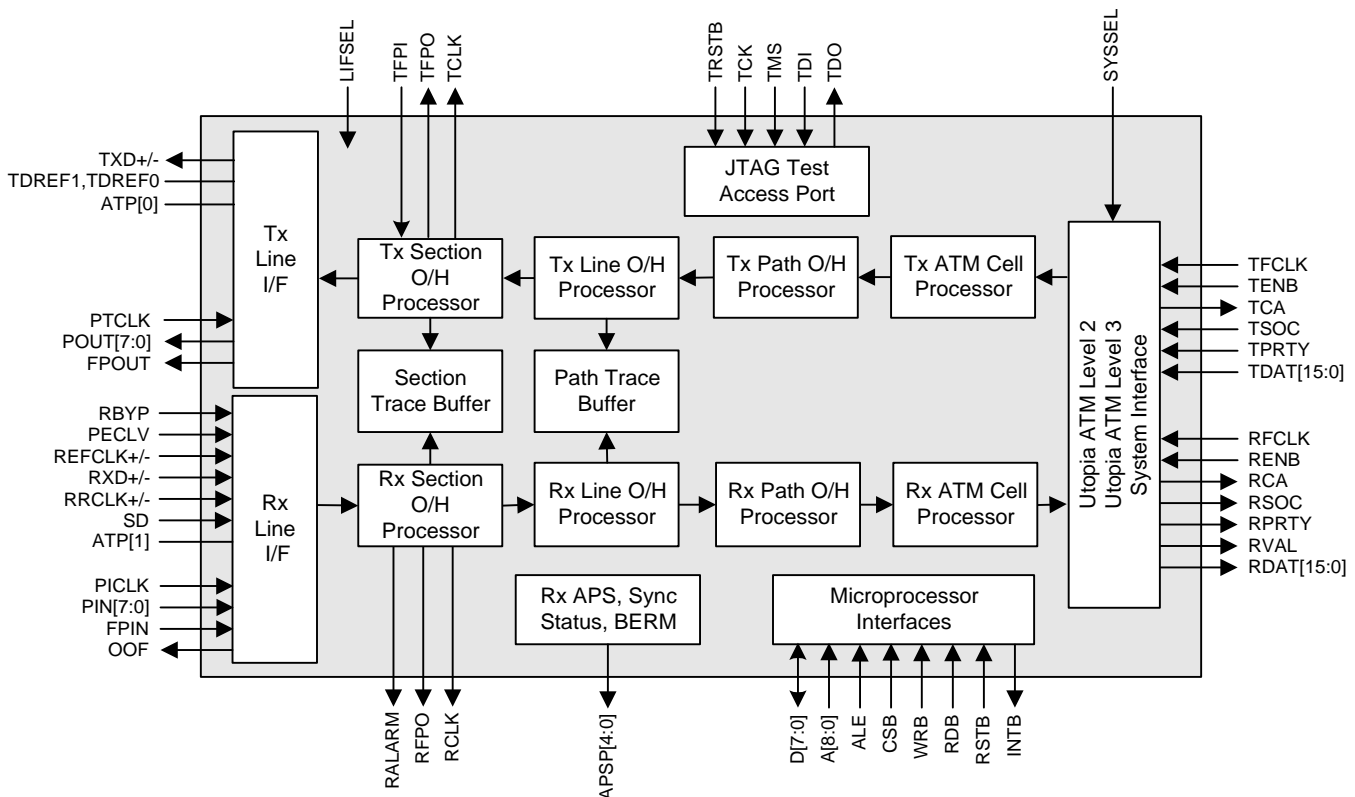 LIFSEL
TFPI
TFPO
TCLK
TRSTB
TCK
TMS
TDI
TDO
SYSSEL
TXD+/-
TDREF1,TDREF0
ATP[0]
PTCLK
POUT[7:0]
FPOUT
RBYP
PECLV
REFCLK+/-
RXD+/-
RRCLK+/-
SD
ATP[1]
PICLK
PIN[7:0]
FPIN
OOF
Tx
Line
I/F
Rx
Line
I/F
JTAG Test
Access Port
Tx Section
O/H
Processor
Tx Line O/H
Processor
Tx Path O/H
Processor
Tx ATM Cell
Processor
Section
Trace Buffer
Path Trace
Buffer
Rx Section
O/H
Processor
Rx Line O/H
Processor
Rx Path O/H
Processor
Rx ATM Cell
Processor
Rx APS, Sync
Status, BERM
Microprocessor
Interfaces
Utopia ATM Level 2
Utopia ATM Level 3
System Interface
TFCLK
TENB
TCA
TSOC
TPRTY
TDAT[15:0]
RFCLK
RENB
RCA
RSOC
RPRTY
RVAL
RDAT[15:0]
RALARM
RFPO
RCLK
APSP[4:0]
D[7:0]
A[8:0]
ALE
CSB
WRB
RDB
RSTB
INTB